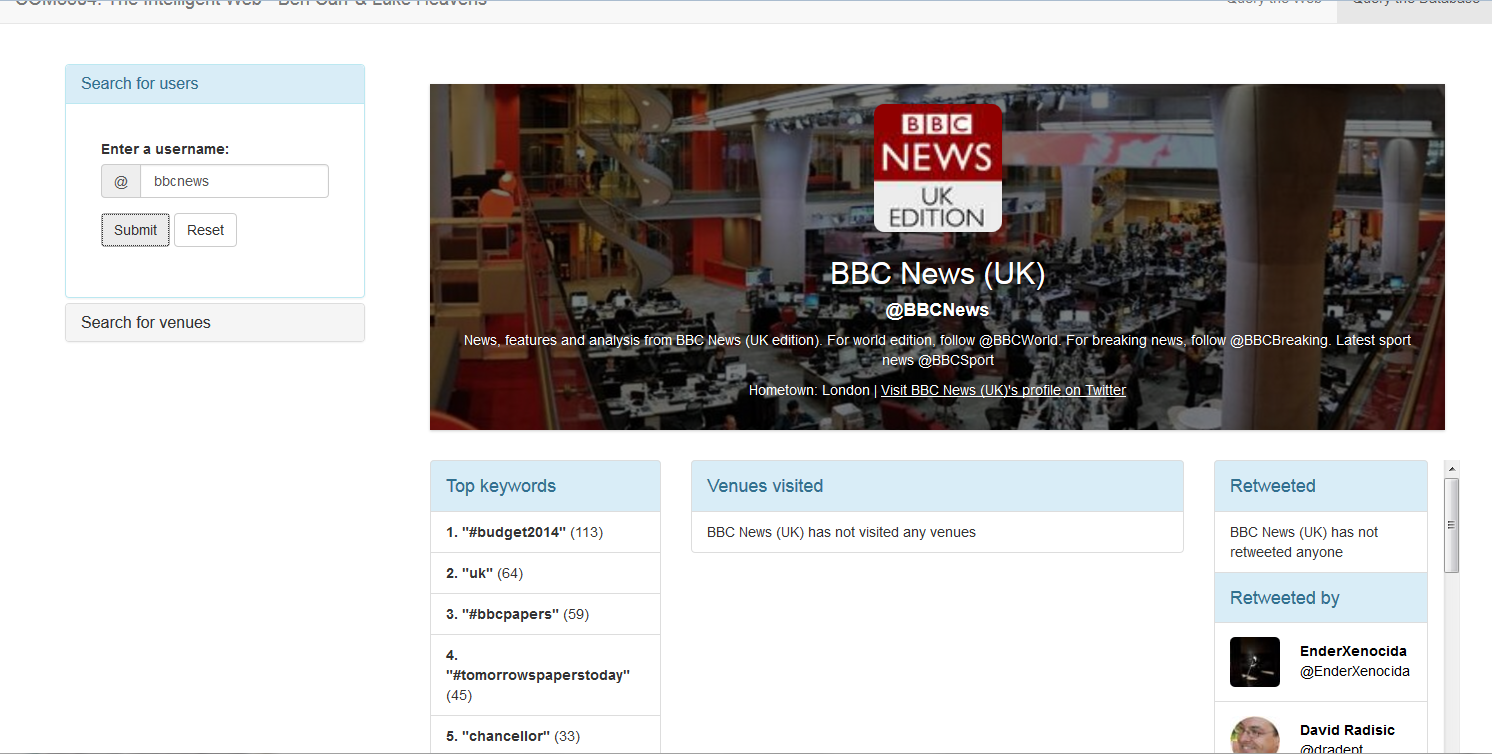 The Intelligent Web - Ben Carr & Luke Heavens
Query the Web
Query the Database
Search for users
Enter a username:
@ bbcnews
Submit Reset
Search for venues
BBC
NEWS
UK
EDITION
BBC News (UK)
@BBCNews
News, features and analysis from BBC News (UK edition). For world edition, follow @BBCWorld. For breaking news, follow @BBCBreaking. Latest sport
news @BBCSport
Hometown: London | Visit BBC News (UK)'s profile on Twitter
Top keywords
1. "#budget2014" (113)
2. "uk" (64)
3. "#bbcpapers" (59)
4.
"#tomorrowspaperstoday"
(45)
5. "chancellor" (33)
Venues visited
BBC News (UK) has not visited any venues
Retweeted
BBC News (UK) has not
retweeted anyone
Retweeted by
EnderXenocida
@EnderXenocida
David Radisic
@dradept